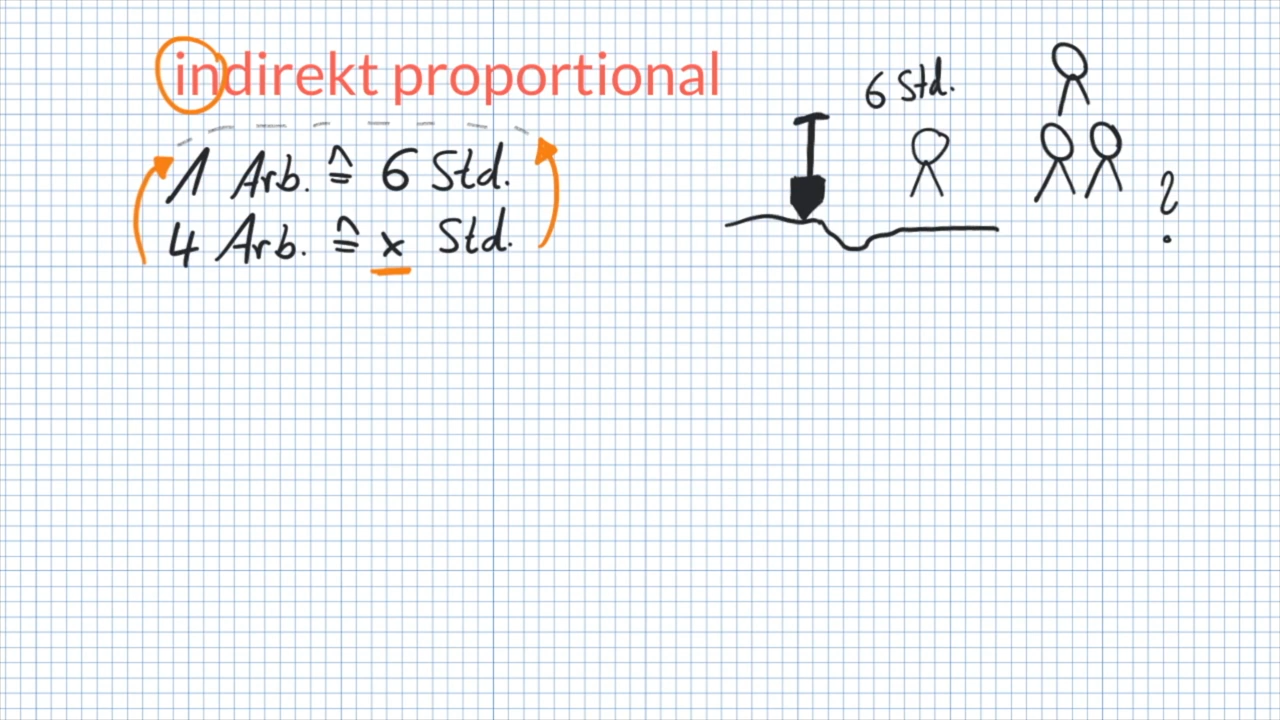 indirekt proportional
6 Std.
1 Arb. ≙ 6 Std.
4 Arb. ≙ x Std.
?